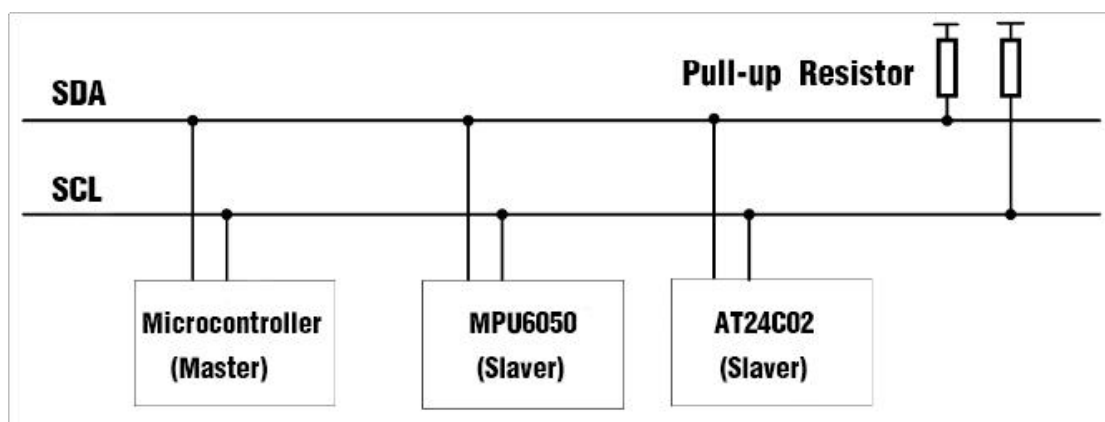 Pull-up Resistor
SDA
SCL
Microcontroller
(Master)
MPU6050
(Slaver)
AT24C02
(Slaver)